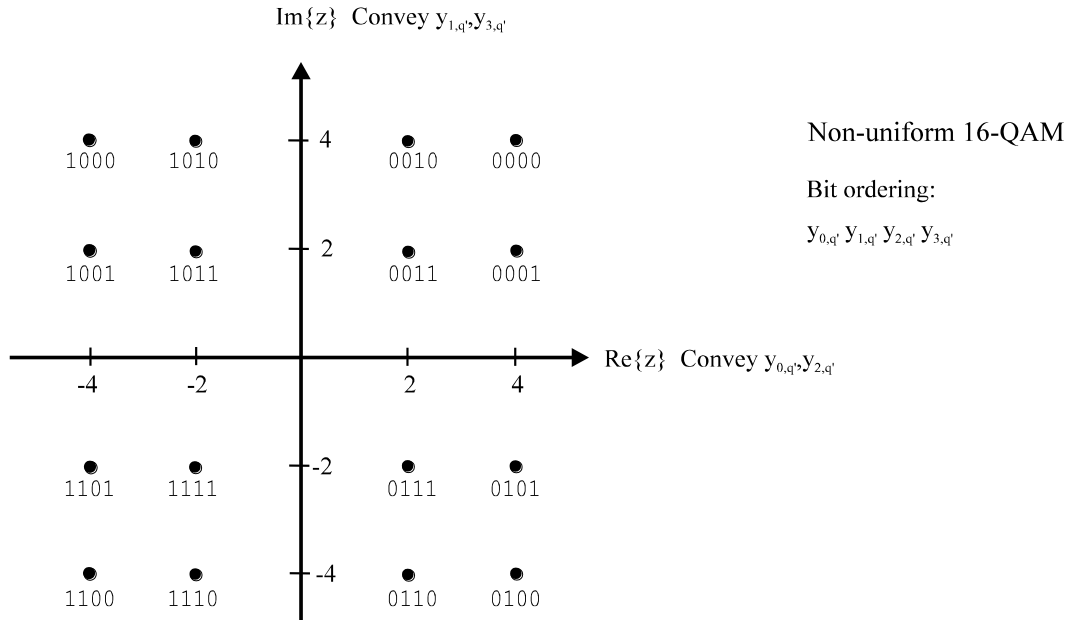 Im{z} Convey y1,q',y3,q'
4
1000 1010 0010 0000
Non-uniform 16-QAM
Bit ordering:
y0,q' y1,q' y2,q' y3,q'
2
1001 1011 0011 0001
Re{z} Convey y0,q',y2,q'
-4 -2 2 4
-2
1101 1111 0111 0101
-4
1100 1110 0110 0100